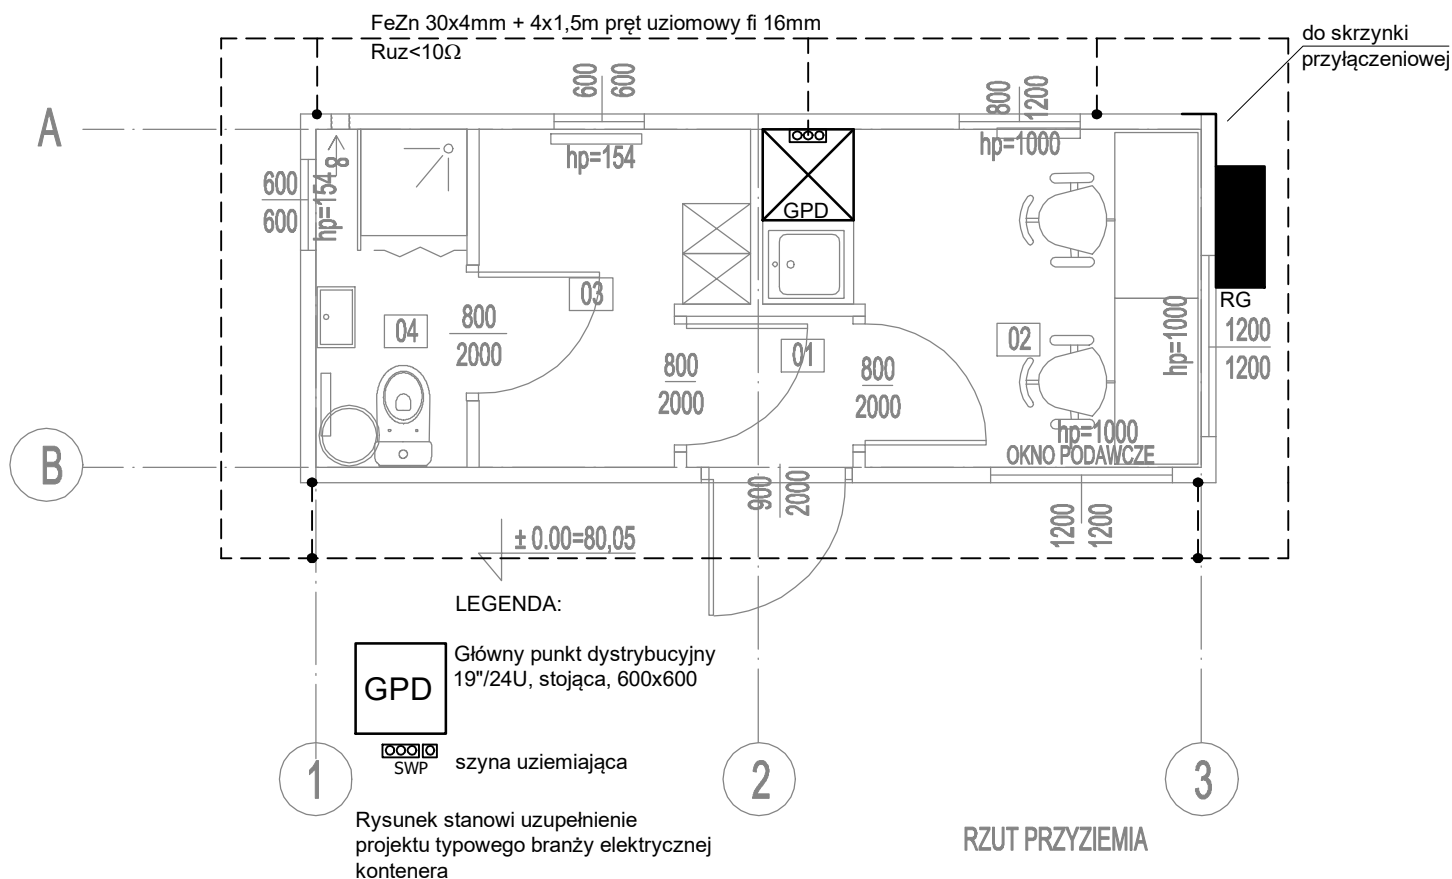 FeZn 30x4mm + 4x1,5m pręt uziomowy fi 16mm
Ruz<10Ω
do skrzynki
przyłączeniowej
A
600
600
800
1200
hp=154
hp=1000
600
600
hp=154
8
GPD
03
04
800
2000
01
02
800
2000
800
2000
hp=1000
RG
1200
1200
B
hp=1000
OKNO PODAWCZE
900
2000
1200
1200
± 0.00=80,05
LEGENDA:
GPD
Główny punkt dystrybucyjny
19"/24U, stojąca, 600x600
SWP
szyna uziemiająca
1
2
3
Rysunek stanowi uzupełnienie
projektu typowego branży elektrycznej
kontenera
RZUT PRZYZIEMIA